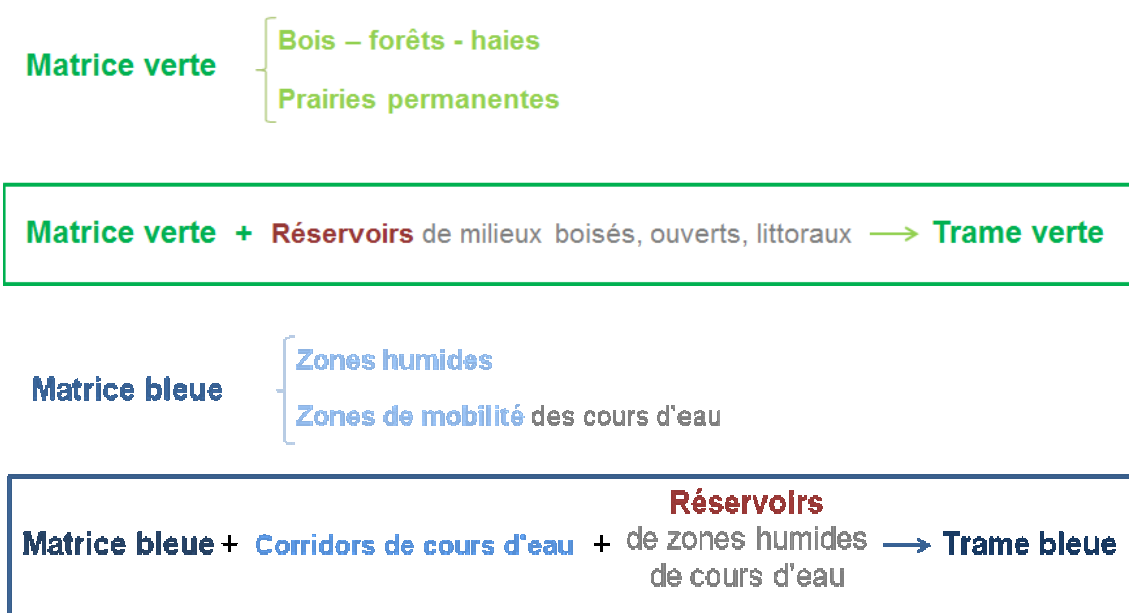 Bois – forêts - haies
Matrice verte
Prairies permanentes
Matrice verte + Réservoirs de milieux boisés, ouverts, littoraux → Trame verte
Zones humides
Matrice bleue
Zones de mobilité des cours d'eau
Réservoirs
Matrice bleue + Corridors de cours d'eau + de zones humides → Trame bleue
de cours d'eau